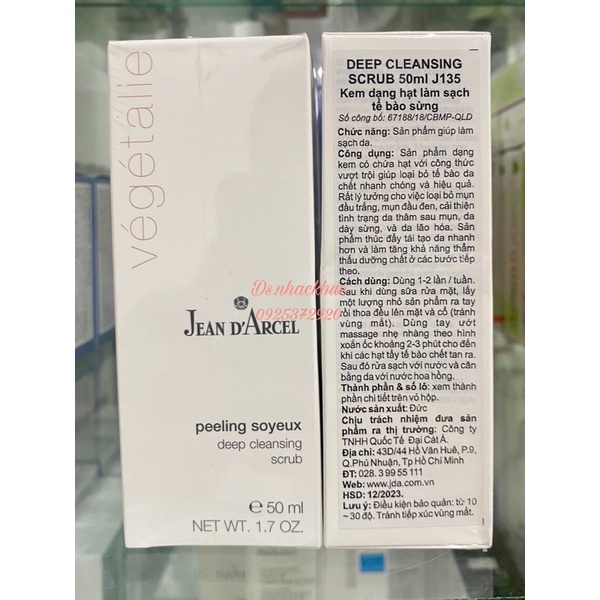 végétàlie
JEAN D'ARCEL
peeling soyeux
deep cleansing
scrub
℮ 50 ml
NET WT. 1.7 OZ.
DEEP CLEANSING
SCRUB 50ml J135
Kem dạng hạt làm sạch
tế bào sừng
Số công bố: 67188/18/CBMP-QLD
Chức năng: Sản phẩm giúp làm
sạch da.
Công dụng: Sản phẩm dạng
kem có chứa hạt với công thức
vượt trội giúp loại bỏ tế bào da
chết nhanh chóng và hiệu quả.
Rất lý tưởng cho việc loại bỏ mụn
đầu trắng, mụn đầu đen, cải thiện
tình trạng da thâm sau mụn, da
dày sừng, và da lão hóa. Sản
phẩm thúc đẩy tái tạo da nhanh
hơn và làm tăng khả năng thẩm
thấu dưỡng chất ở các bước tiếp
theo.
Cách dùng: Dùng 1-2 lần / tuần.
Sau khi dùng sữa rửa mặt, lấy
một lượng nhỏ sản phẩm ra tay
rồi thoa đều lên mặt và cổ (tránh
vùng mắt). Dùng tay ướt
massage nhẹ nhàng theo hình
xoắn ốc khoảng 2-3 phút cho đến
khi các hạt tẩy tế bào chết tan ra.
Sau đó rửa sạch với nước và cân
bằng da với nước hoa hồng.
Thành phần & số lô: xem thành
phần chi tiết trên vỏ hộp.
Nước sản xuất: Đức
Chịu trách nhiệm đưa sản
phẩm ra thị trường: Công ty
TNHH Quốc Tế Đại Cát Á.
Địa chỉ: 43D/44 Hồ Văn Huê, P.9,
Q.Phú Nhuận, Tp Hồ Chí Minh
ĐT: 028.3 99 55 111
Web: www.jda.com.vn
HSD: 12/2023.
Lưu ý: Điều kiện bảo quản: từ 10
~ 30 độ. Tránh tiếp xúc vùng mắt.
Ds.nhackhue
0925372920